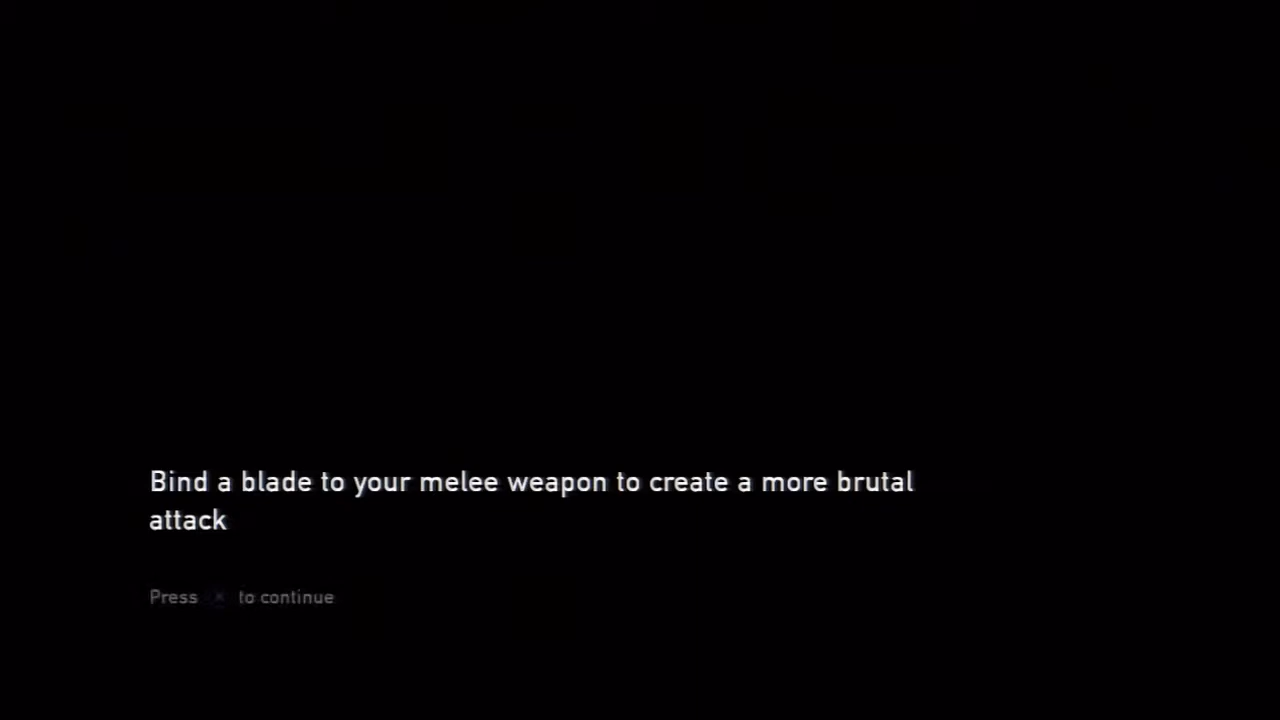 Bind a blade to your melee weapon to create a more brutal
attack
Press X to continue